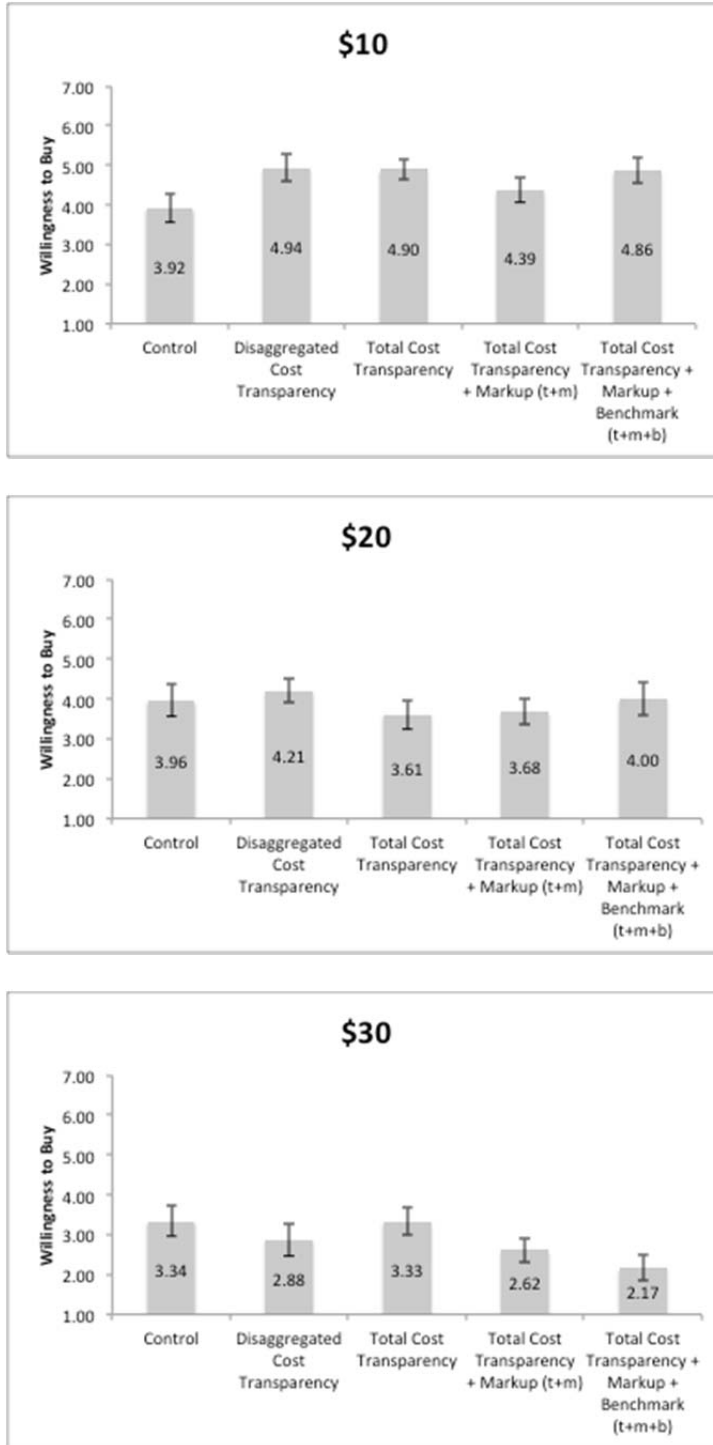 $10
Willingness to Buy
7.00
6.00
5.00
4.00
3.00
2.00
1.00
3.92
4.94
4.90
4.39
4.86
Control
Disaggregated
Cost
Transparency
Total Cost
Transparency
Total Cost
Transparency
+ Markup (t+m)
Total Cost
Transparency +
Markup +
Benchmark
(t+m+b)
$20
Willingness to Buy
7.00
6.00
5.00
4.00
3.00
2.00
1.00
3.96
4.21
3.61
3.68
4.00
Control
Disaggregated
Cost
Transparency
Total Cost
Transparency
Total Cost
Transparency
+ Markup (t+m)
Total Cost
Transparency +
Markup +
Benchmark
(t+m+b)
$30
Willingness to Buy
7.00
6.00
5.00
4.00
3.00
2.00
1.00
3.34
2.88
3.33
2.62
2.17
Control
Disaggregated
Cost
Transparency
Total Cost
Transparency
Total Cost
Transparency
+ Markup (t+m)
Total Cost
Transparency +
Markup +
Benchmark
(t+m+b)